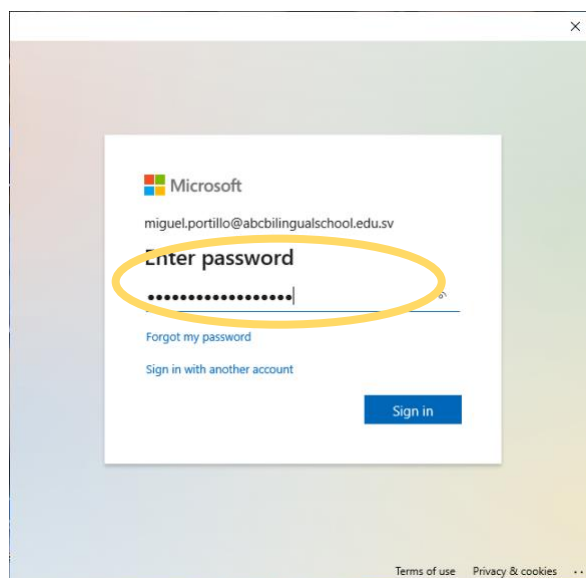 Microsoft
miguel.portillo@abcbilingualschool.edu.sv
Enter password
••••••••••••••••••
Forgot my password
Sign in with another account
Sign in
Terms of use Privacy & cookies